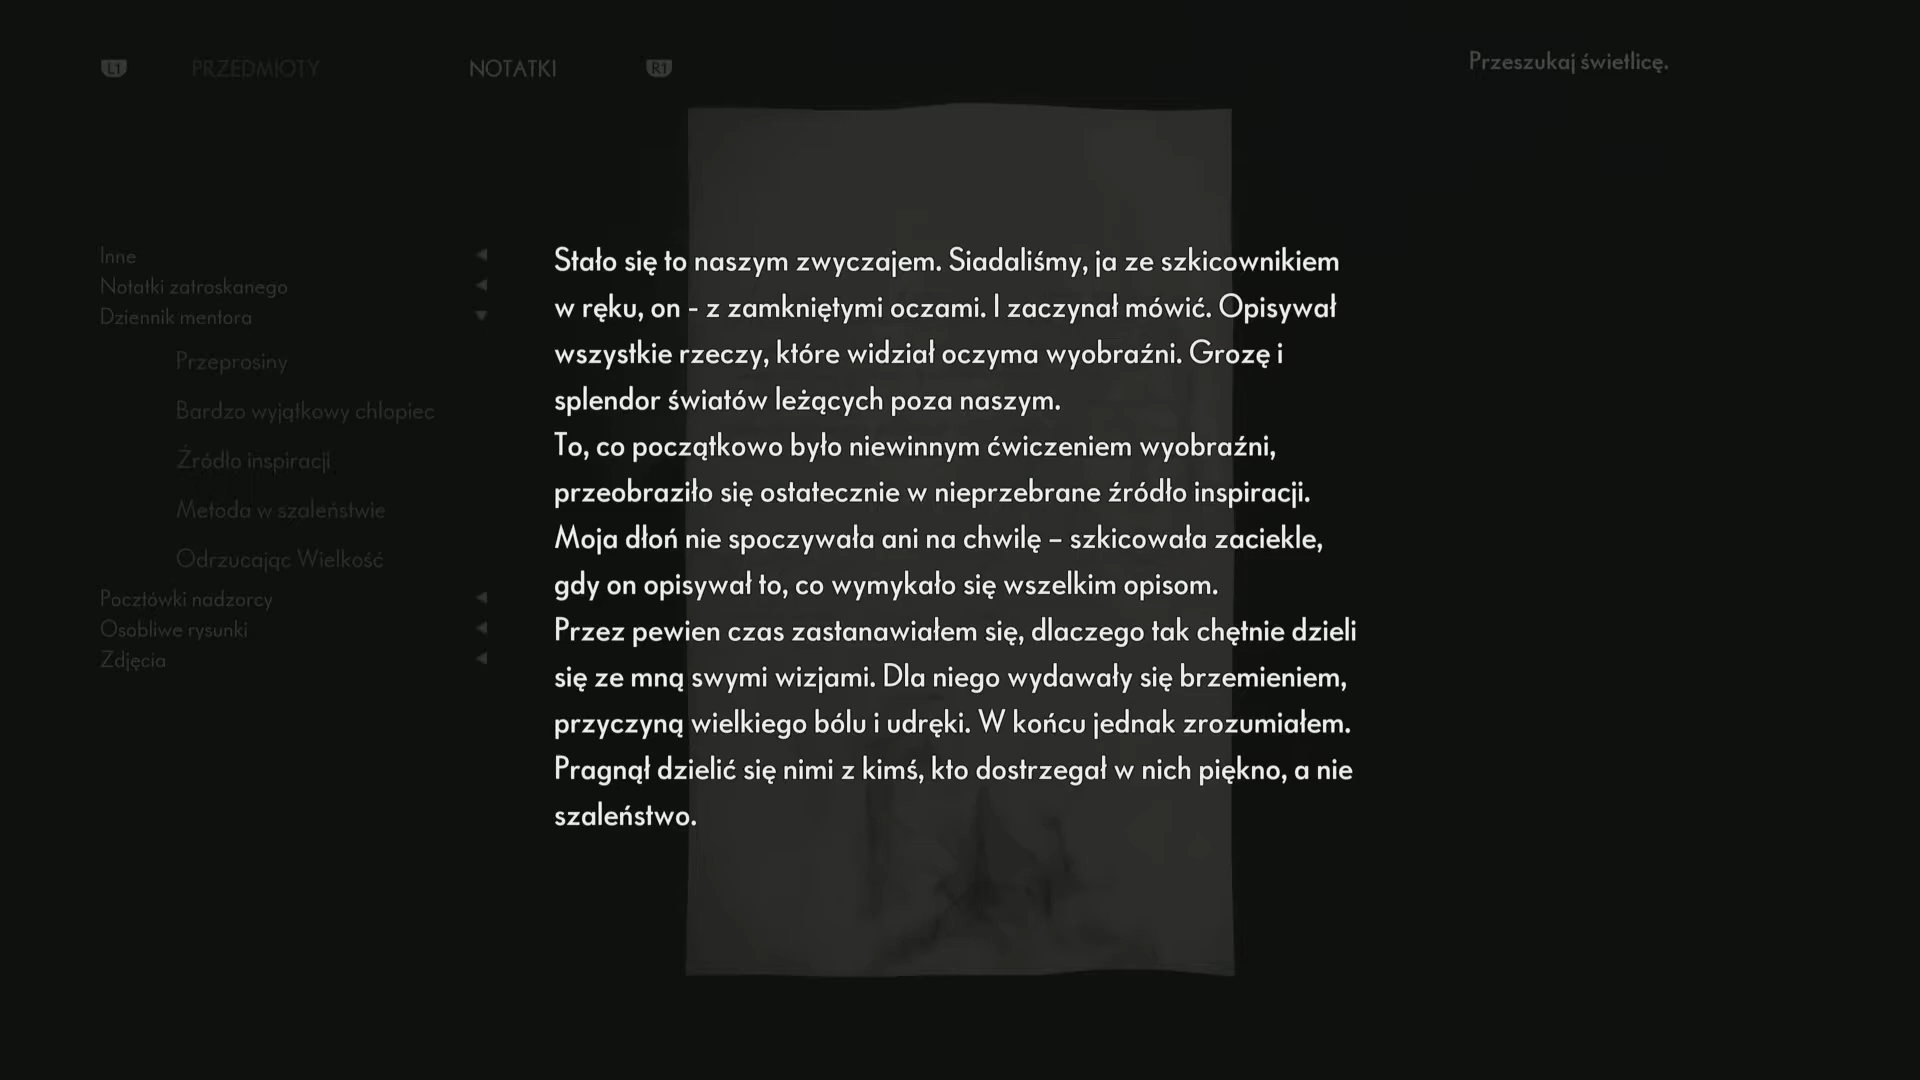 L1 PRZEDMIOTY NOTATKI R1
Przeszukaj świetlicę.
Inne
Notatki zatroskanego
Dziennik mentora
Przeprosiny
Bardzo wyjątkowy chłopiec
Źródło inspiracji
Metoda w szaleństwie
Odrzucając Wielkość
Pocztówki nadzorcy
Osobliwe rysunki
Zdjęcia
Stało się to naszym zwyczajem. Siadaliśmy, ja ze szkicownikiem
w ręku, on - z zamkniętymi oczami. I zaczynał mówić. Opisywał
wszystkie rzeczy, które widział oczyma wyobraźni. Grozę i
splendor światów leżących poza naszym.
To, co początkowo było niewinnym ćwiczeniem wyobraźni,
przeobraziło się ostatecznie w nieprzebrane źródło inspiracji.
Moja dłoń nie spoczywała ani na chwilę – szkicowała zaciekle,
gdy on opisywał to, co wymykało się wszelkim opisom.
Przez pewien czas zastanawiałem się, dlaczego tak chętnie dzieli
się ze mną swymi wizjami. Dla niego wydawały się brzemieniem,
przyczyną wielkiego bólu i udręki. W końcu jednak zrozumiałem.
Pragnął dzielić się nimi z kimś, kto dostrzegał w nich piękno, a nie
szaleństwo.